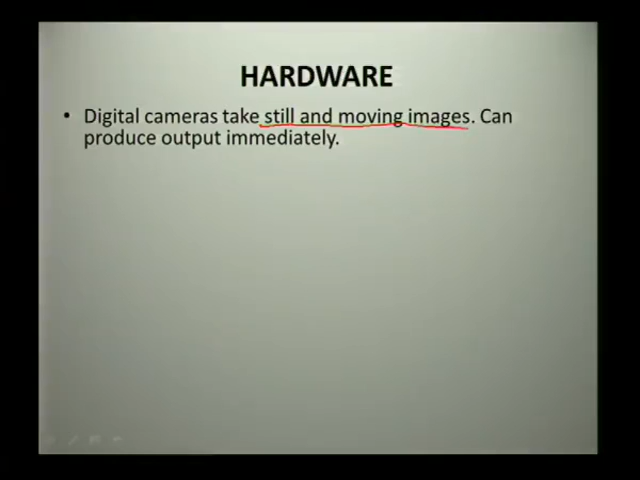 HARDWARE
• Digital cameras take still and moving images. Can
produce output immediately.